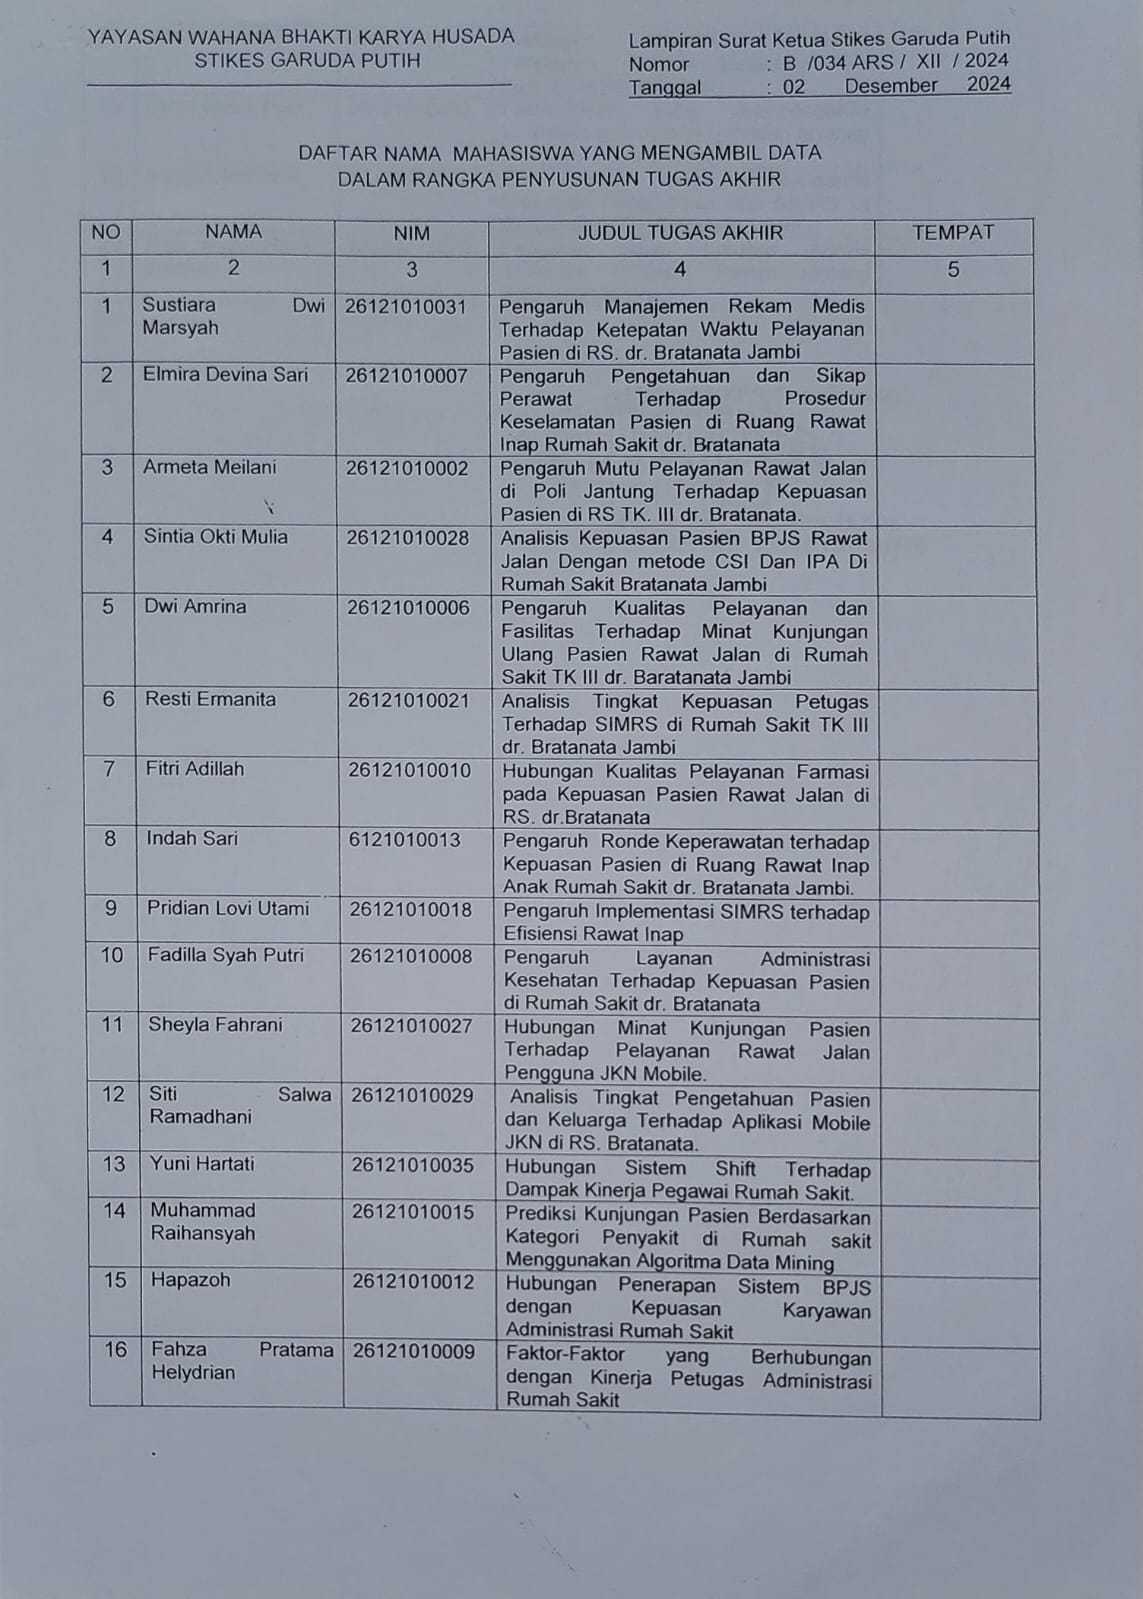 YAYASAN WAHANA BHAKTI KARYA HUSADA
STIKES GARUDA PUTIH
Lampiran Surat Ketua Stikes Garuda Putih
Nomor : B /034 ARS / XII / 2024
Tanggal : 02 Desember 2024
DAFTAR NAMA MAHASISWA YANG MENGAMBIL DATA
DALAM RANGKA PENYUSUNAN TUGAS AKHIR
NO NAMA NIM JUDUL TUGAS AKHIR TEMPAT
1 2 3 4 5
1 Sustiara Dwi 26121010031 Pengaruh Manajemen Rekam Medis
Marsyah Terhadap Ketepatan Waktu Pelayanan
Pasien di RS. dr. Bratanata Jambi
2 Elmira Devina Sari 26121010007 Pengaruh Pengetahuan dan Sikap
Perawat Terhadap Prosedur
Keselamatan Pasien di Ruang Rawat
Inap Rumah Sakit dr. Bratanata
3 Armeta Meilani 26121010002 Pengaruh Mutu Pelayanan Rawat Jalan
di Poli Jantung Terhadap Kepuasan
Pasien di RS TK. III dr. Bratanata.
4 Sintia Okti Mulia 26121010028 Analisis Kepuasan Pasien BPJS Rawat
Jalan Dengan metode CSI Dan IPA Di
Rumah Sakit Bratanata Jambi
5 Dwi Amrina 26121010006 Pengaruh Kualitas Pelayanan dan
Fasilitas Terhadap Minat Kunjungan
Ulang Pasien Rawat Jalan di Rumah
Sakit TK III dr. Baratanata Jambi
6 Resti Ermanita 26121010021 Analisis Tingkat Kepuasan Petugas
Terhadap SIMRS di Rumah Sakit TK III
dr. Bratanata Jambi
7 Fitri Adillah 26121010010 Hubungan Kualitas Pelayanan Farmasi
pada Kepuasan Pasien Rawat Jalan di
RS. dr.Bratanata
8 Indah Sari 6121010013 Pengaruh Ronde Keperawatan terhadap
Kepuasan Pasien di Ruang Rawat Inap
Anak Rumah Sakit dr. Bratanata Jambi.
9 Pridian Lovi Utami 26121010018 Pengaruh Implementasi SIMRS terhadap
Efisiensi Rawat Inap
10 Fadilla Syah Putri 26121010008 Pengaruh Layanan Administrasi
Kesehatan Terhadap Kepuasan Pasien
di Rumah Sakit dr. Bratanata
11 Sheyla Fahrani 26121010027 Hubungan Minat Kunjungan Pasien
Terhadap Pelayanan Rawat Jalan
Pengguna JKN Mobile.
12 Siti Salwa 26121010029 Analisis Tingkat Pengetahuan Pasien
Ramadhani dan Keluarga Terhadap Aplikasi Mobile
JKN di RS. Bratanata.
13 Yuni Hartati 26121010035 Hubungan Sistem Shift Terhadap
Dampak Kinerja Pegawai Rumah Sakit.
14 Muhammad 26121010015 Prediksi Kunjungan Pasien Berdasarkan
Raihansyah Kategori Penyakit di Rumah sakit
Menggunakan Algoritma Data Mining
15 Hapazoh 26121010012 Hubungan Penerapan Sistem BPJS
dengan Kepuasan Karyawan
Administrasi Rumah Sakit
16 Fahza Pratama 26121010009 Faktor-Faktor yang Berhubungan
Helydrian dengan Kinerja Petugas Administrasi
Rumah Sakit